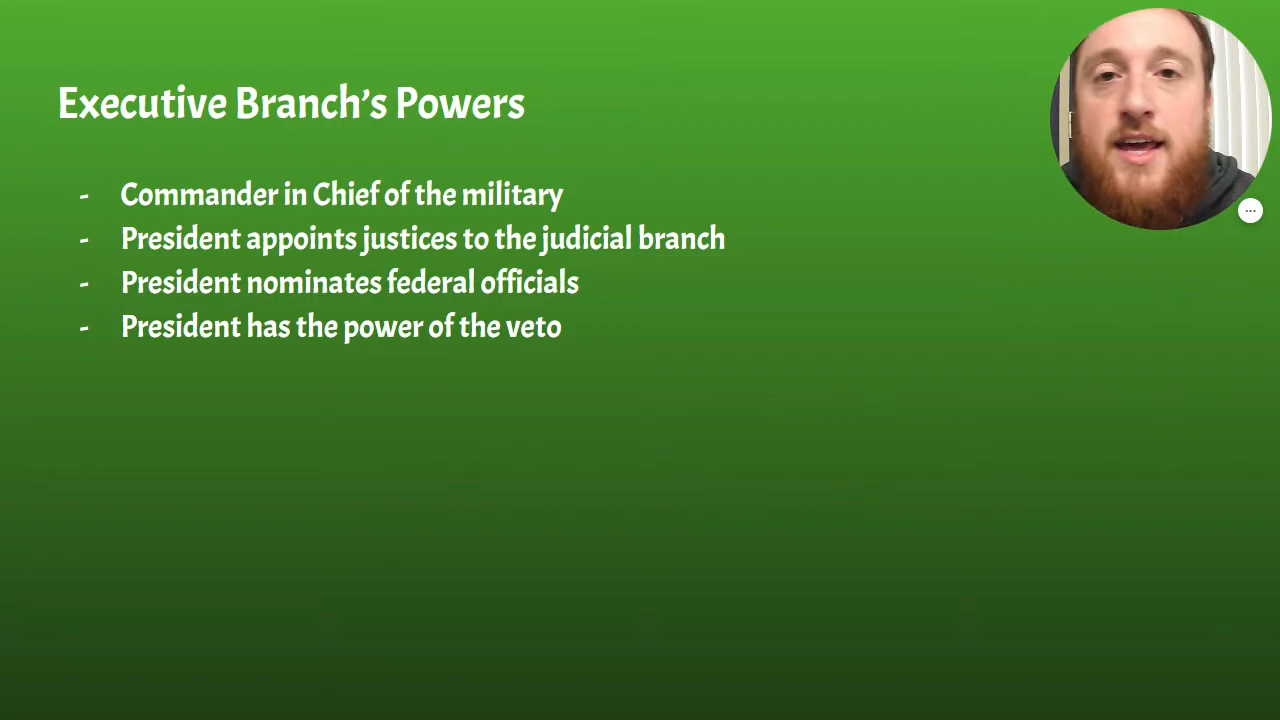 Executive Branch’s Powers
- Commander in Chief of the military
- President appoints justices to the judicial branch
- President nominates federal officials
- President has the power of the veto